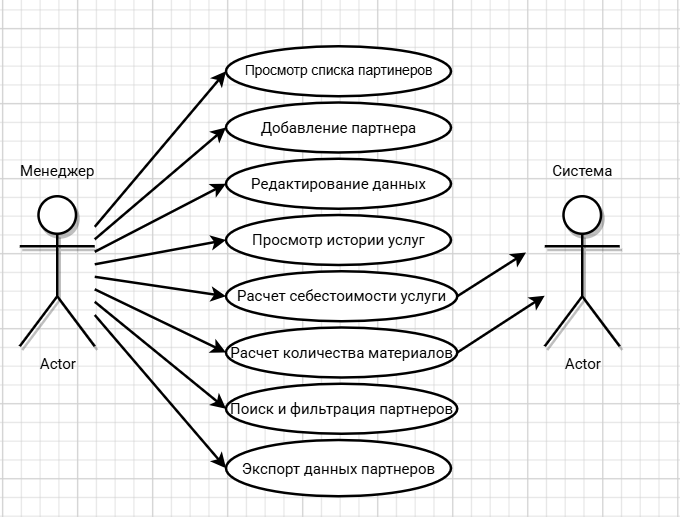 Просмотр списка партинеров
Добавление партнера
Менеджер
Система
Редактирование данных
Просмотр истории услуг
Расчет себестоимости услуги
Расчет количества материалов
Actor
Actor
Поиск и фильтрация партнеров
Экспорт данных партнеров